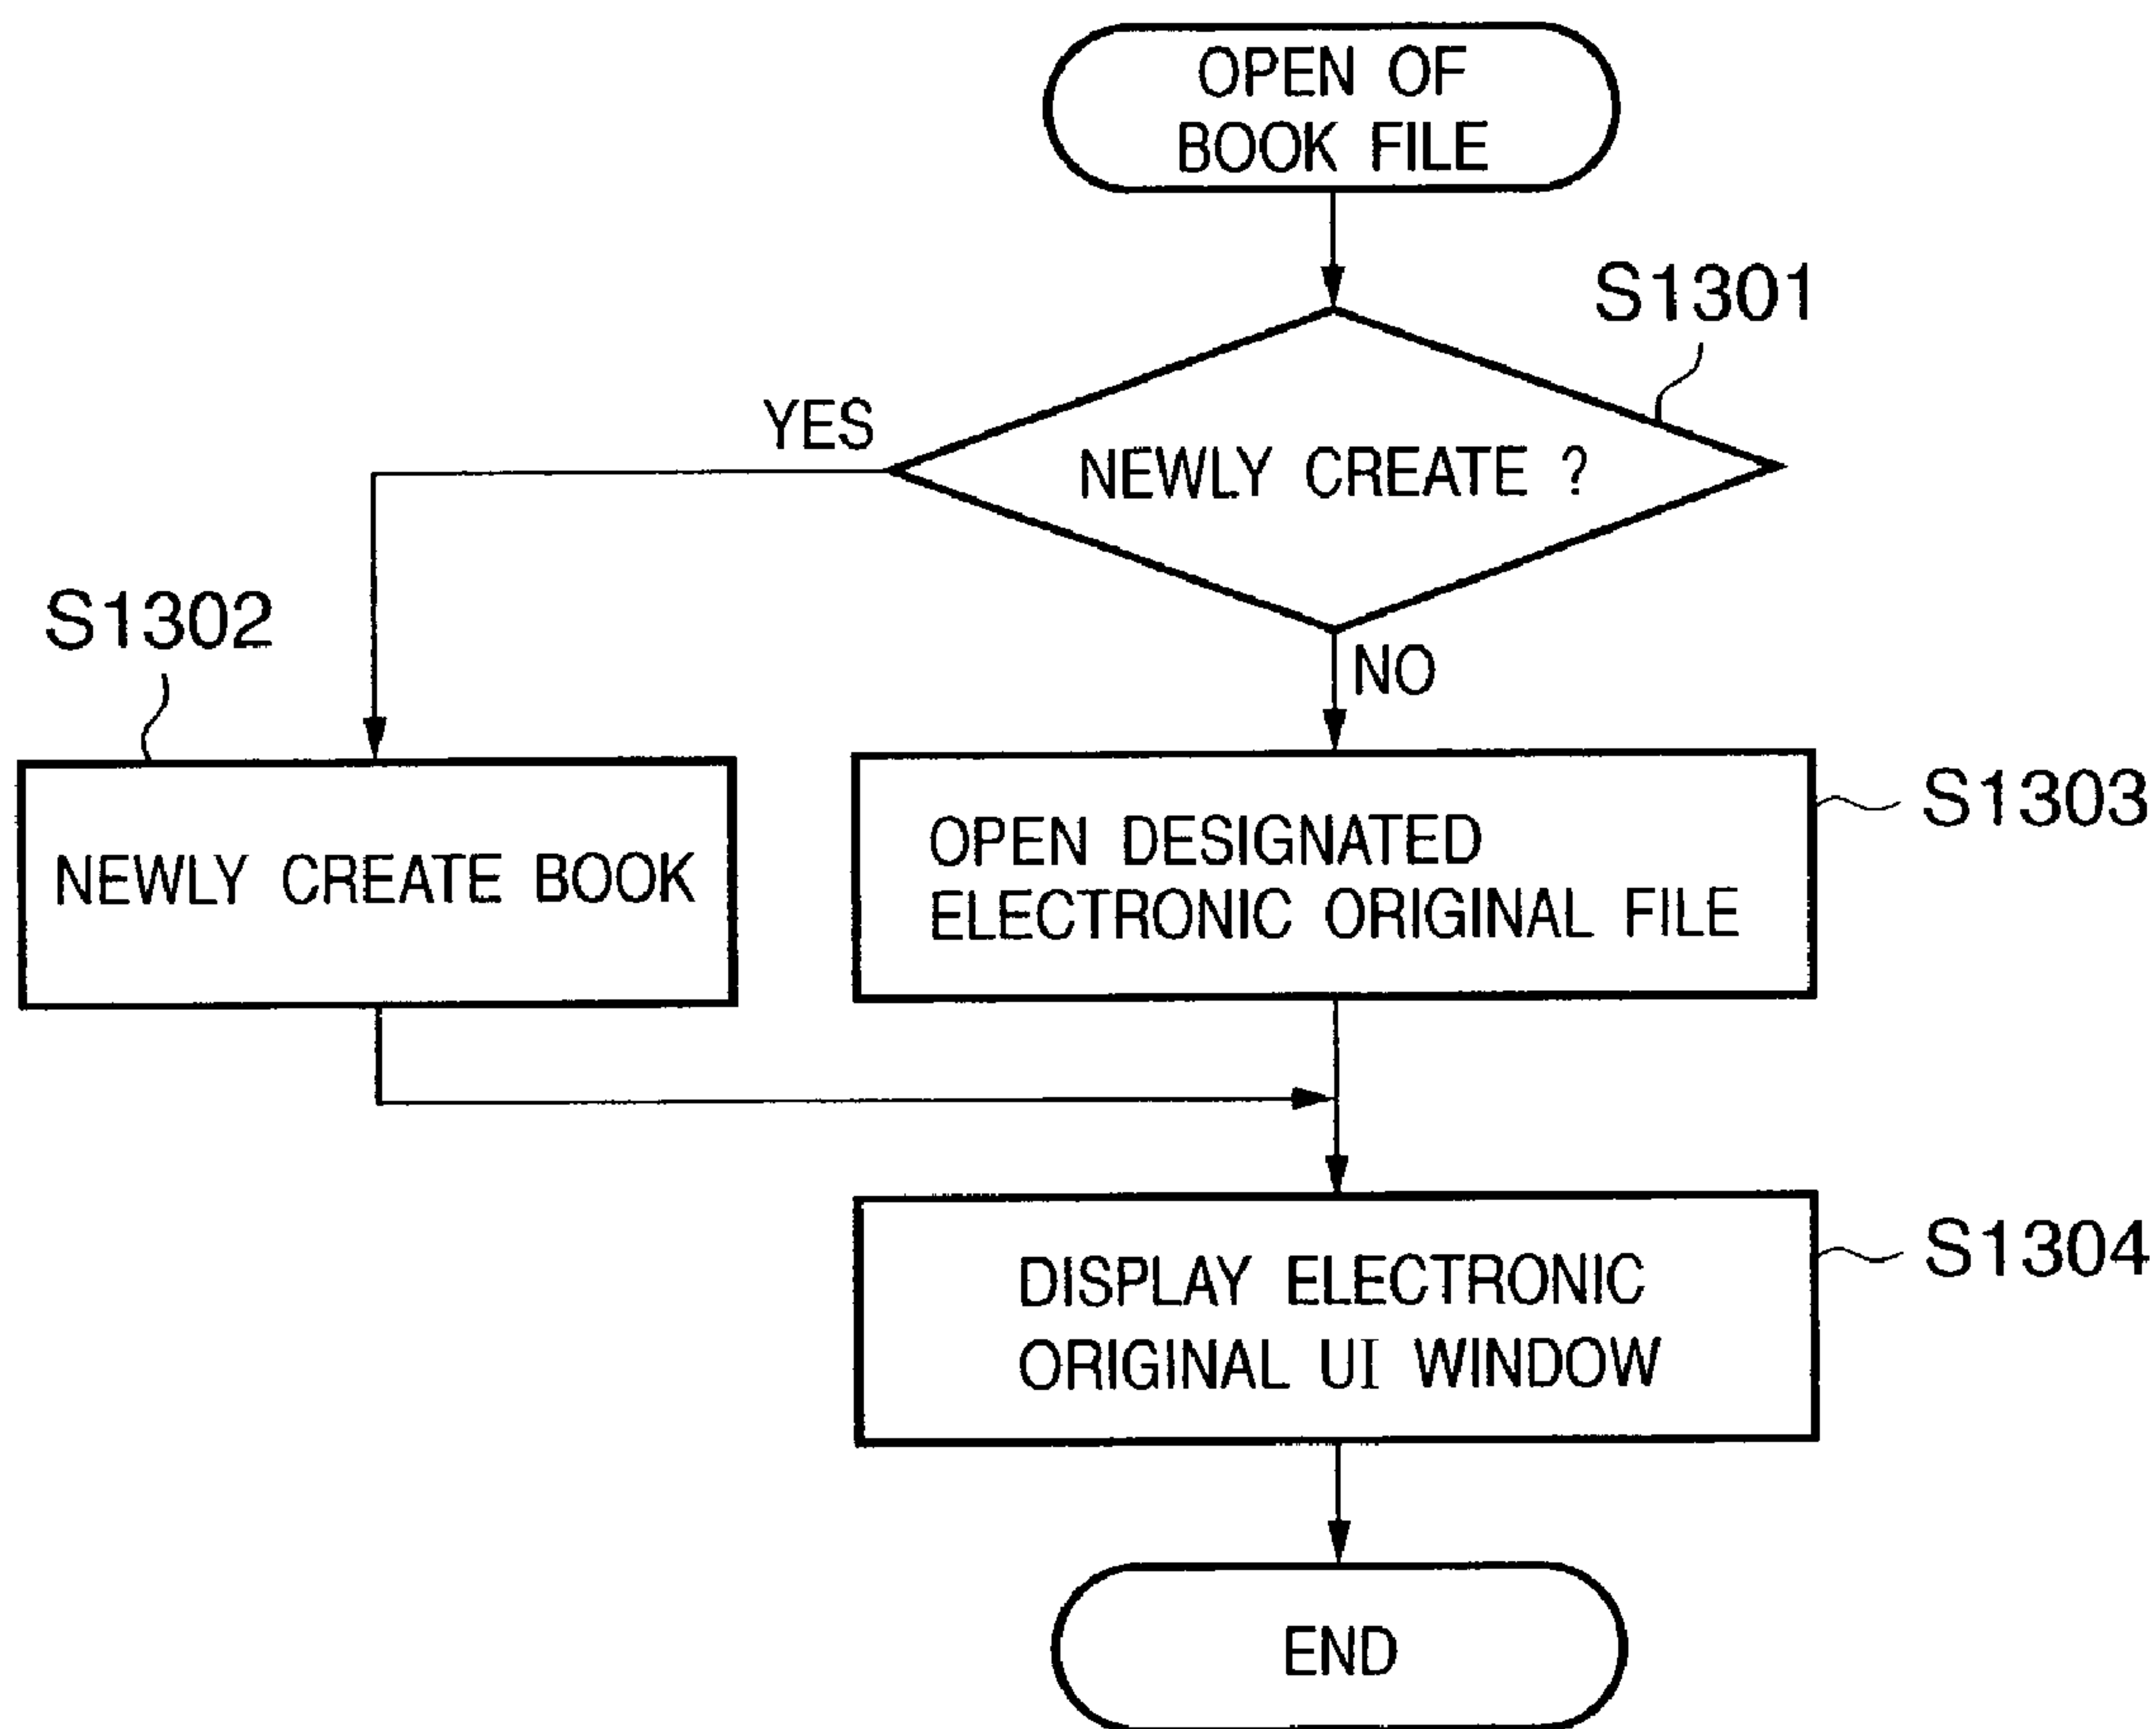 OPEN OF
BOOK FILE
S1301
YES
NEWLY CREATE ?
NO
S1302
NEWLY CREATE BOOK
OPEN DESIGNATED
ELECTRONIC ORIGINAL FILE
S1303
DISPLAY ELECTRONIC
ORIGINAL UI WINDOW
S1304
END